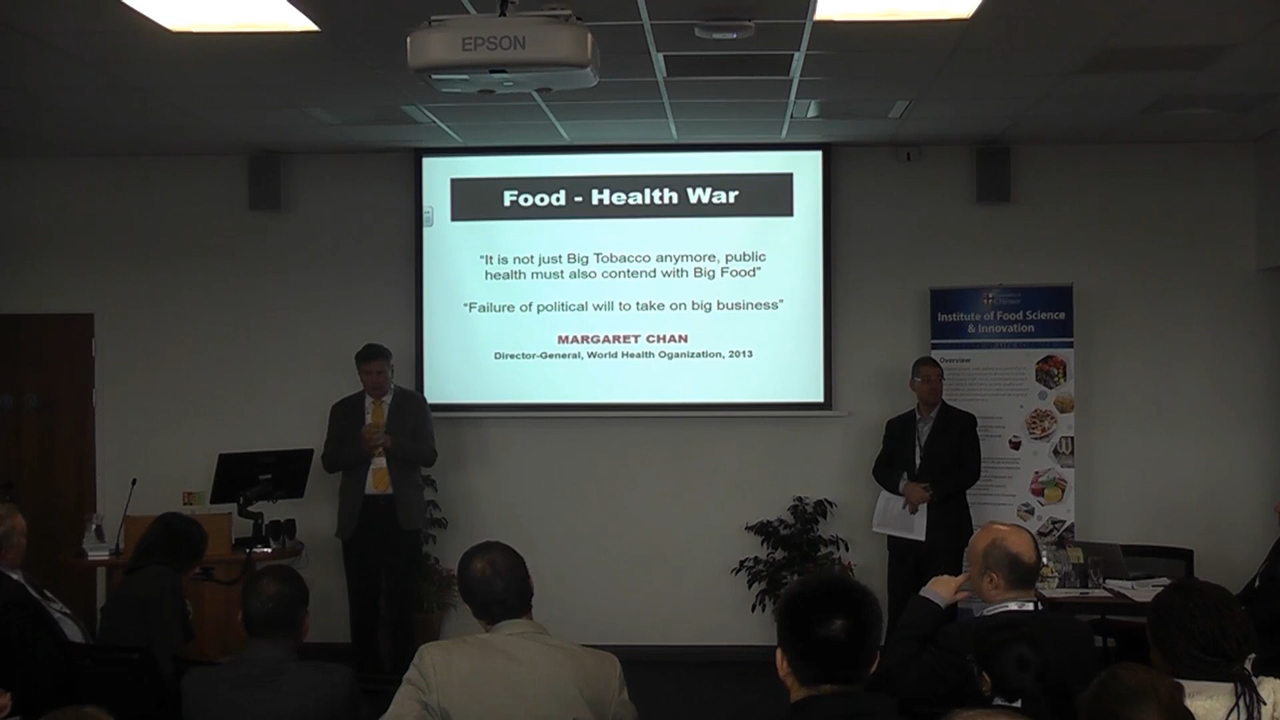 EPSON
Food - Health War
“It is not just Big Tobacco anymore, public
health must also contend with Big Food”
“Failure of political will to take on big business”
MARGARET CHAN
Director-General, World Health Oganization, 2013
Chester
Institute of Food Science
& Innovation
Overview